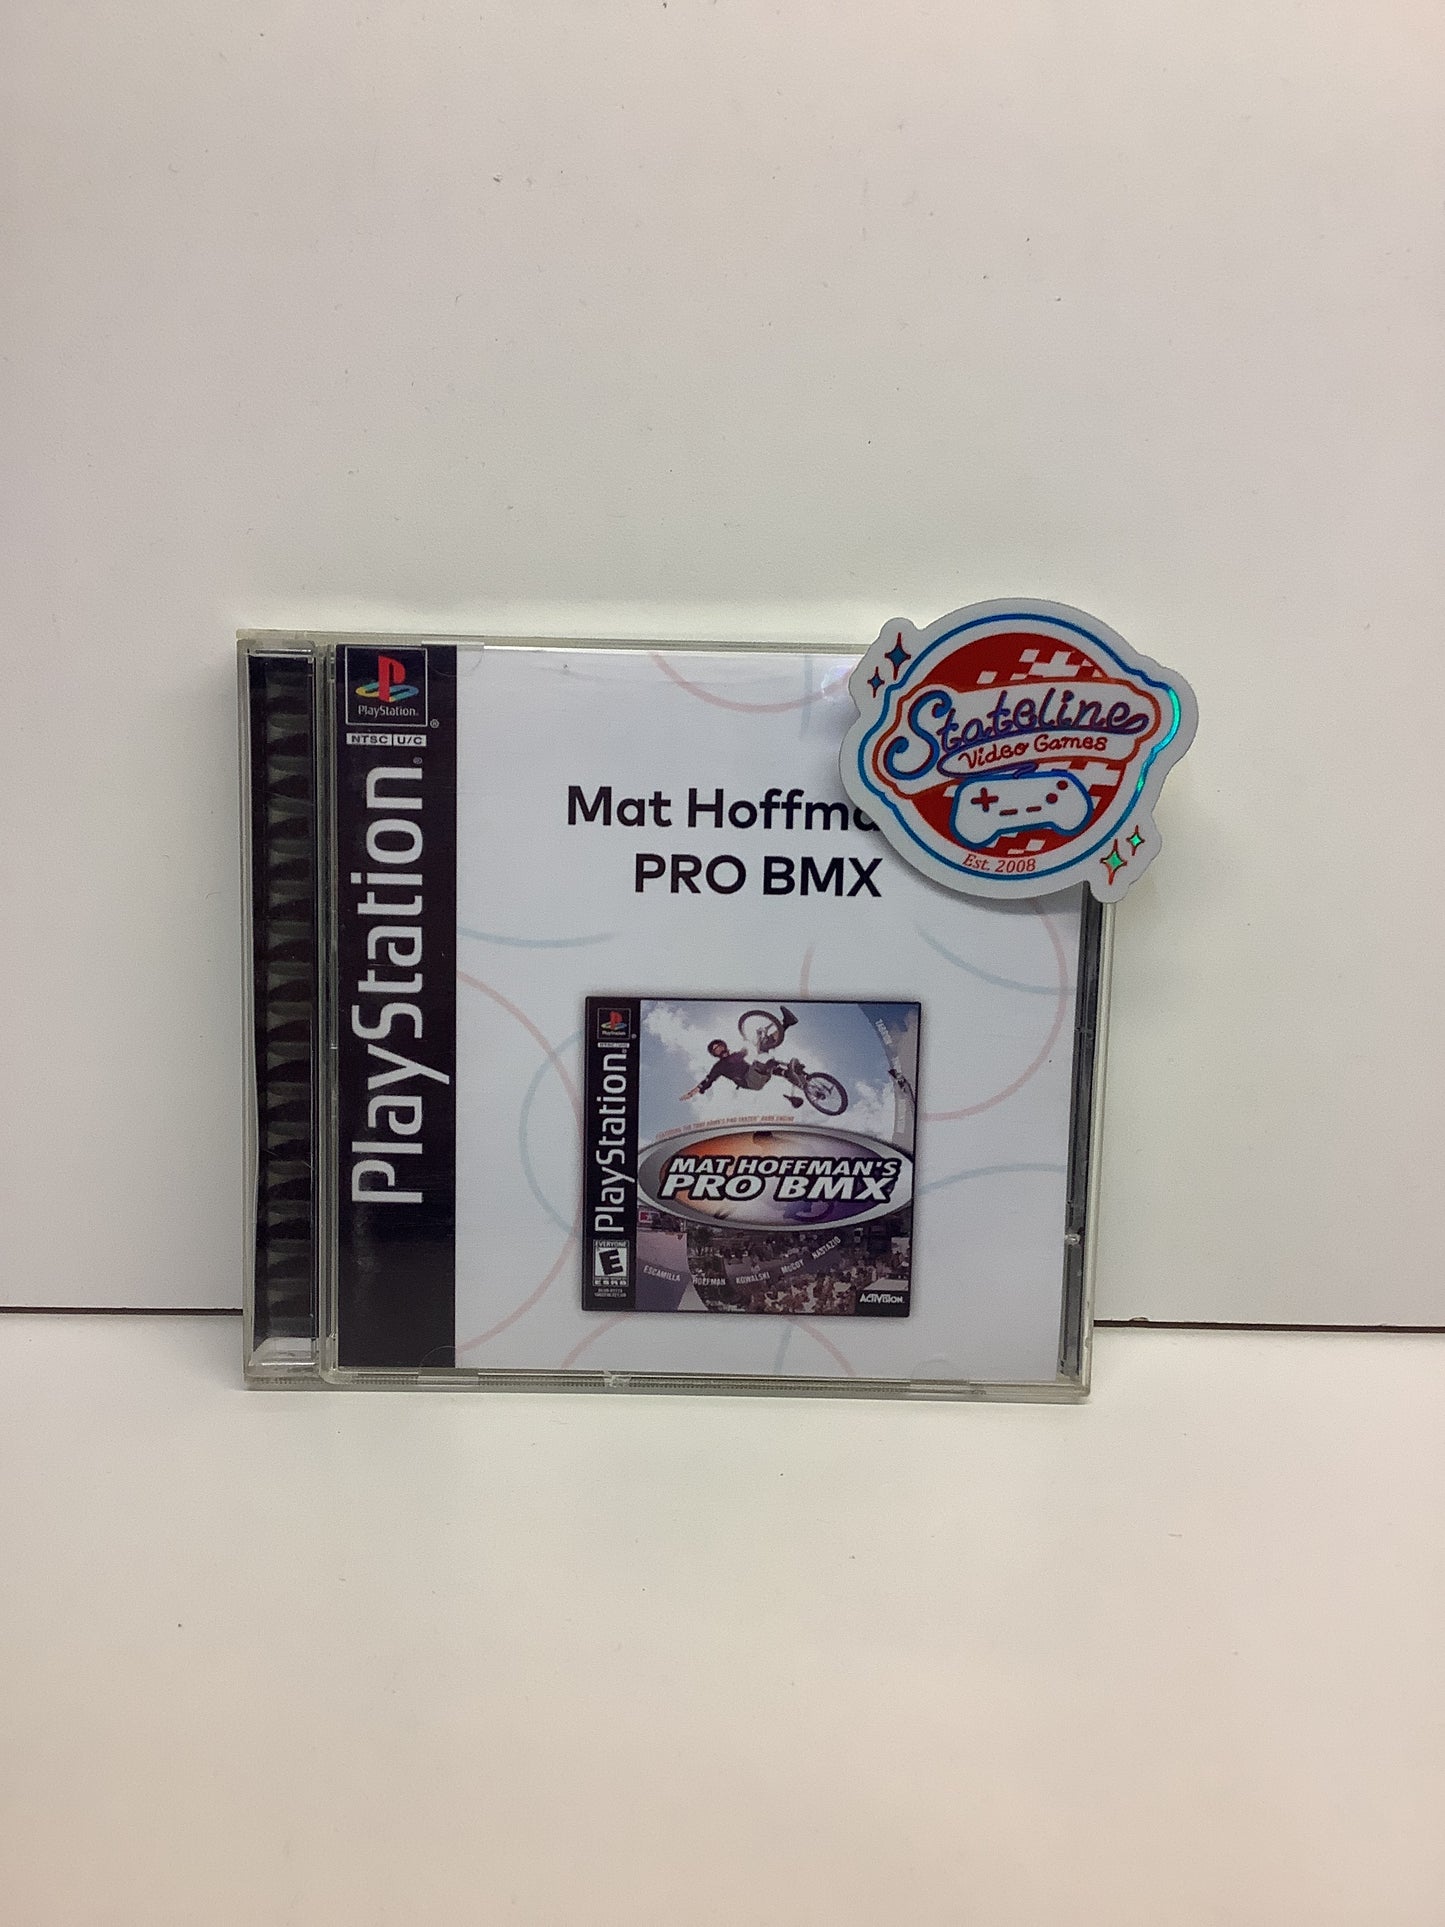 PlayStation®
NTSC U/C
PlayStation®
Mat Hoffma
PRO BMX
Stateline
Video Games
Est. 2008
PlayStation
PlayStation®
MAT HOFFMAN'S
PRO BMX
ESCAMILLA HOFFMAN KOWALSKI McCOY NASTAZIO
EVERYONE
E
ESRB
ACTIVISION.